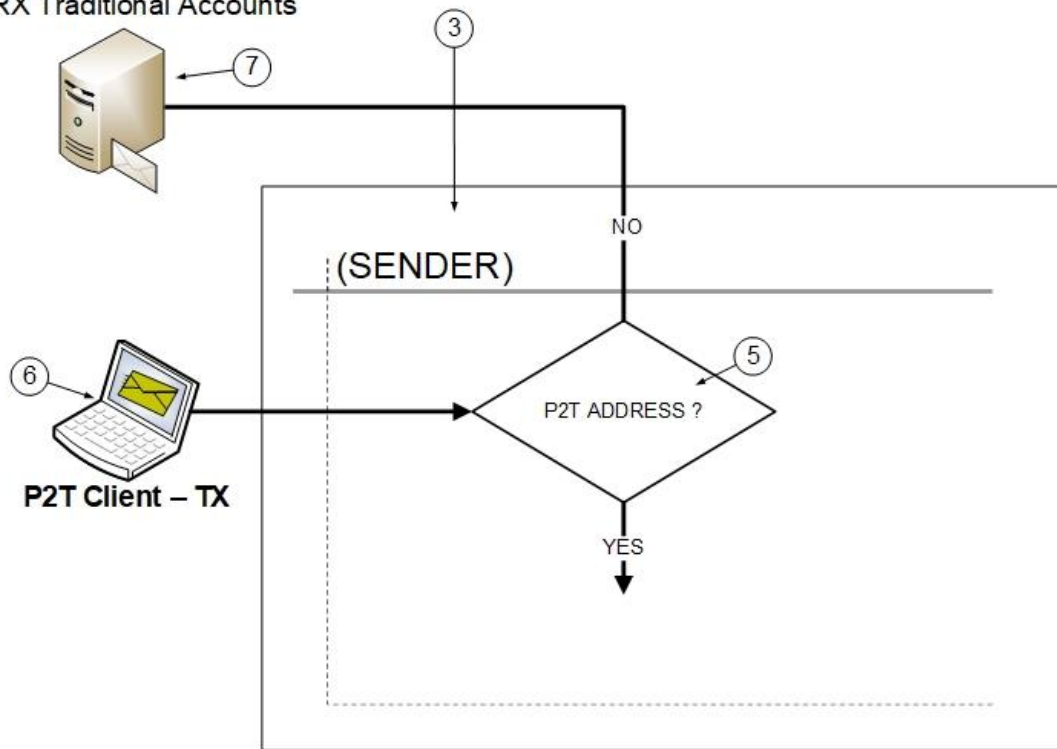 RX Traditional Accounts
3
7
NO
(SENDER)
5
6
P2T ADDRESS ?
P2T Client – TX
YES